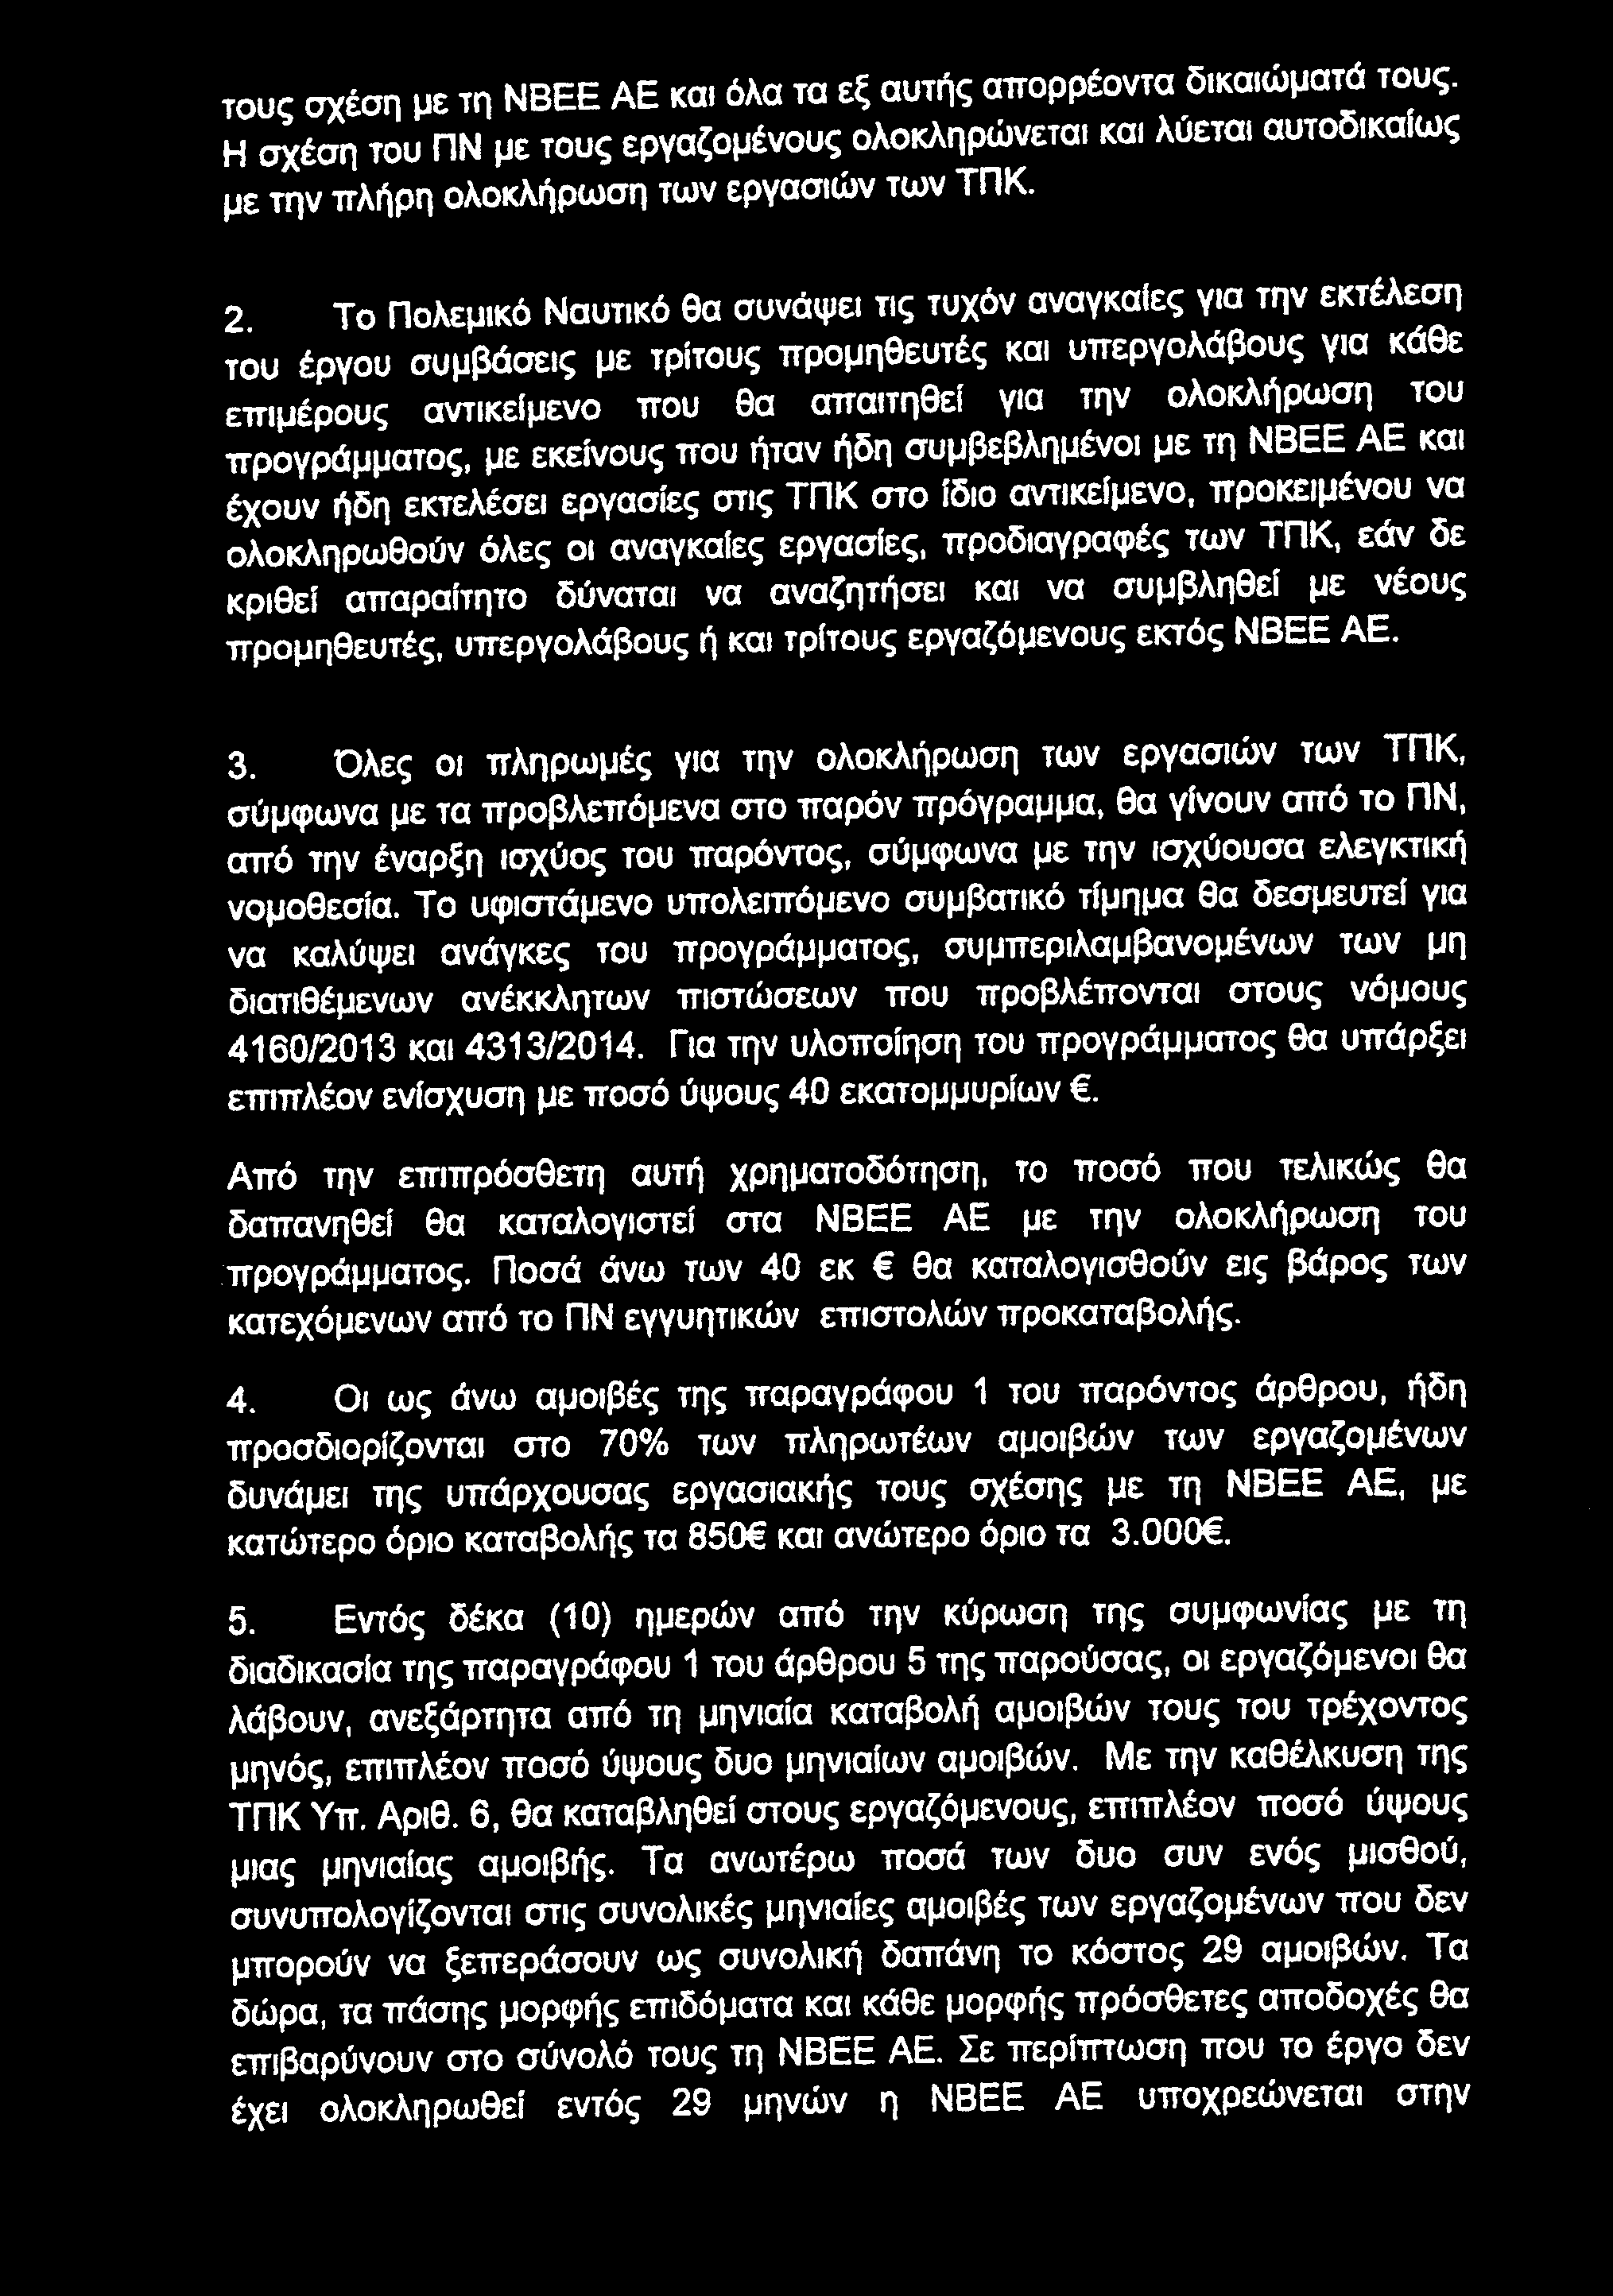 τους σχέση με τη ΝΒΕΕ ΑΕ και όλα τα εξ αυτής απορρέοντα δικαιώματά τους.
Η σχέση του ΠΝ με τους εργαζομένους ολοκληρώνεται και λύεται αυτοδικαίως
με την πλήρη ολοκλήρωση των εργασιών των ΤΠΚ.
2. Το Πολεμικό Ναυτικό θα συνάψει τις τυχόν αναγκαίες για την εκτέλεση
του έργου συμβάσεις με τρίτους προμηθευτές και υπεργολάβους για κάθε
επιμέρους αντικείμενο που θα απαιτηθεί για την ολοκλήρωση του
προγράμματος, με εκείνους που ήταν ήδη συμβεβλημένοι με τη ΝΒΕΕ ΑΕ και
έχουν ήδη εκτελέσει εργασίες στις ΤΠΚ στο ίδιο αντικείμενο, προκειμένου να
ολοκληρωθούν όλες οι αναγκαίες εργασίες, προδιαγραφές των ΤΠΚ, εάν δε
κριθεί απαραίτητο δύναται να αναζητήσει και να συμβληθεί με νέους
προμηθευτές, υπεργολάβους ή και τρίτους εργαζόμενους εκτός ΝΒΕΕ ΑΕ.
3. Όλες οι πληρωμές για την ολοκλήρωση των εργασιών των ΤΠΚ,
σύμφωνα με τα προβλεπόμενα στο παρόν πρόγραμμα, θα γίνουν από το ΠΝ,
από την έναρξη ισχύος του παρόντος, σύμφωνα με την ισχύουσα ελεγκτική
νομοθεσία. Το υφιστάμενο υπολειπόμενο συμβατικό τίμημα θα δεσμευτεί για
να καλύψει ανάγκες του προγράμματος, συμπεριλαμβανομένων των μη
διατιθέμενων ανέκκλητων πιστώσεων που προβλέπονται στους νόμους
4160/2013 και 4313/2014. Για την υλοποίηση του προγράμματος θα υπάρξει
επιπλέον ενίσχυση με ποσό ύψους 40 εκατομμυρίων €.
Από την επιπρόσθετη αυτή χρηματοδότηση, το ποσό που τελικώς θα
δαπανηθεί θα καταλογιστεί στα ΝΒΕΕ ΑΕ με την ολοκλήρωση του
προγράμματος. Ποσά άνω των 40 εκ € θα καταλογισθούν εις βάρος των
κατεχόμενων από το ΠΝ εγγυητικών επιστολών προκαταβολής.
4. Οι ως άνω αμοιβές της παραγράφου 1 του παρόντος άρθρου, ήδη
προσδιορίζονται στο 70% των πληρωτέων αμοιβών των εργαζομένων
δυνάμει της υπάρχουσας εργασιακής τους σχέσης με τη ΝΒΕΕ ΑΕ, με
κατώτερο όριο καταβολής τα 850€ και ανώτερο όριο τα 3.000€.
5. Εντός δέκα (10) ημερών από την κύρωση της συμφωνίας με τη
διαδικασία της παραγράφου 1 του άρθρου 5 της παρούσας, οι εργαζόμενοι θα
λάβουν, ανεξάρτητα από τη μηνιαία καταβολή αμοιβών τους του τρέχοντος
μηνός, επιπλέον ποσό ύψους δυο μηνιαίων αμοιβών. Με την καθέλκυση της
ΤΠΚ Υπ. Αριθ. 6, θα καταβληθεί στους εργαζόμενους, επιπλέον ποσό ύψους
μιας μηνιαίας αμοιβής. Τα ανωτέρω ποσά των δυο συν ενός μισθού,
συνυπολογίζονται στις συνολικές μηνιαίες αμοιβές των εργαζομένων που δεν
μπορούν να ξεπεράσουν ως συνολική δαπάνη το κόστος 29 αμοιβών. Τα
δώρα, τα πάσης μορφής επιδόματα και κάθε μορφής πρόσθετες αποδοχές θα
επιβαρύνουν στο σύνολό τους τη ΝΒΕΕ ΑΕ. Σε περίπτωση που το έργο δεν
έχει ολοκληρωθεί εντός 29 μηνών η ΝΒΕΕ ΑΕ υποχρεώνεται στην